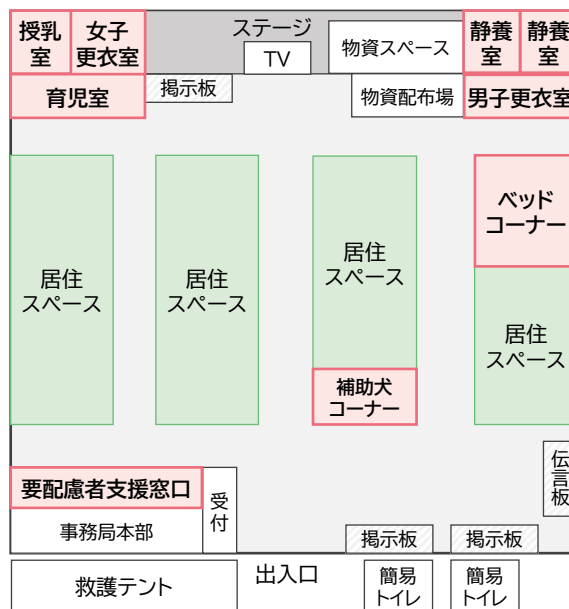 授乳
室
女子
更衣室
ステージ
TV
物資スペース
静養
室
静養
室
育児室
掲示板
物資配布場
男子更衣室
居住
スペース
居住
スペース
居住
スペース
ベッド
コーナー
居住
スペース
補助犬
コーナー
要配慮者支援窓口
受
付
伝
言
板
事務局本部
掲示板
掲示板
救護テント
出入口
簡易
トイレ
簡易
トイレ